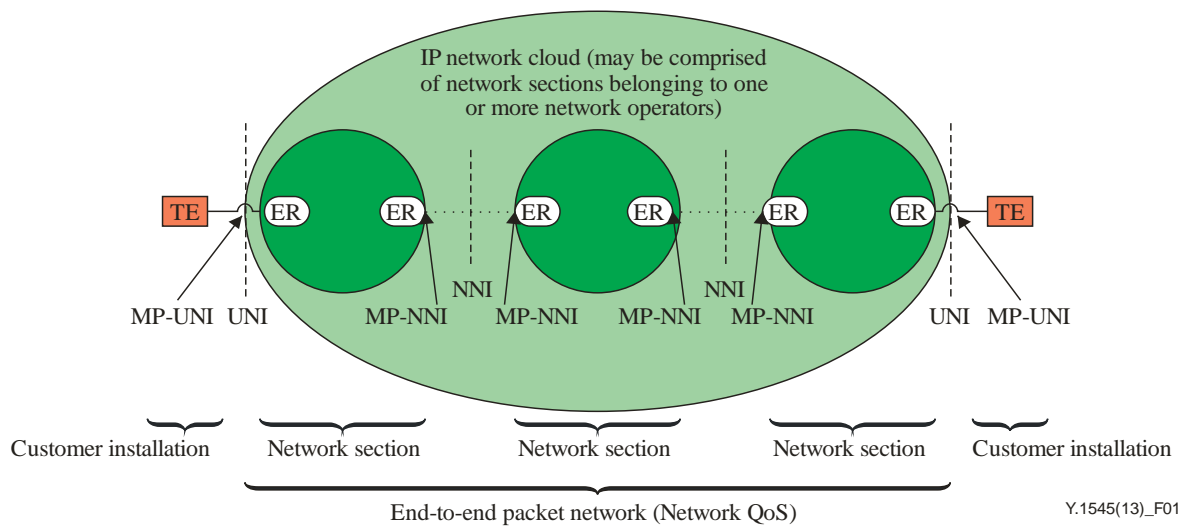 IP network cloud (may be comprised
of network sections belonging to one
or more network operators)
TE ER ER ER ER ER ER TE
NNI NNI
MP-UNI UNI MP-NNI MP-NNI MP-NNI MP-NNI UNI MP-UNI
Customer installation Network section Network section Network section Customer installation
End-to-end packet network (Network QoS)
Y.1545(13)_F01